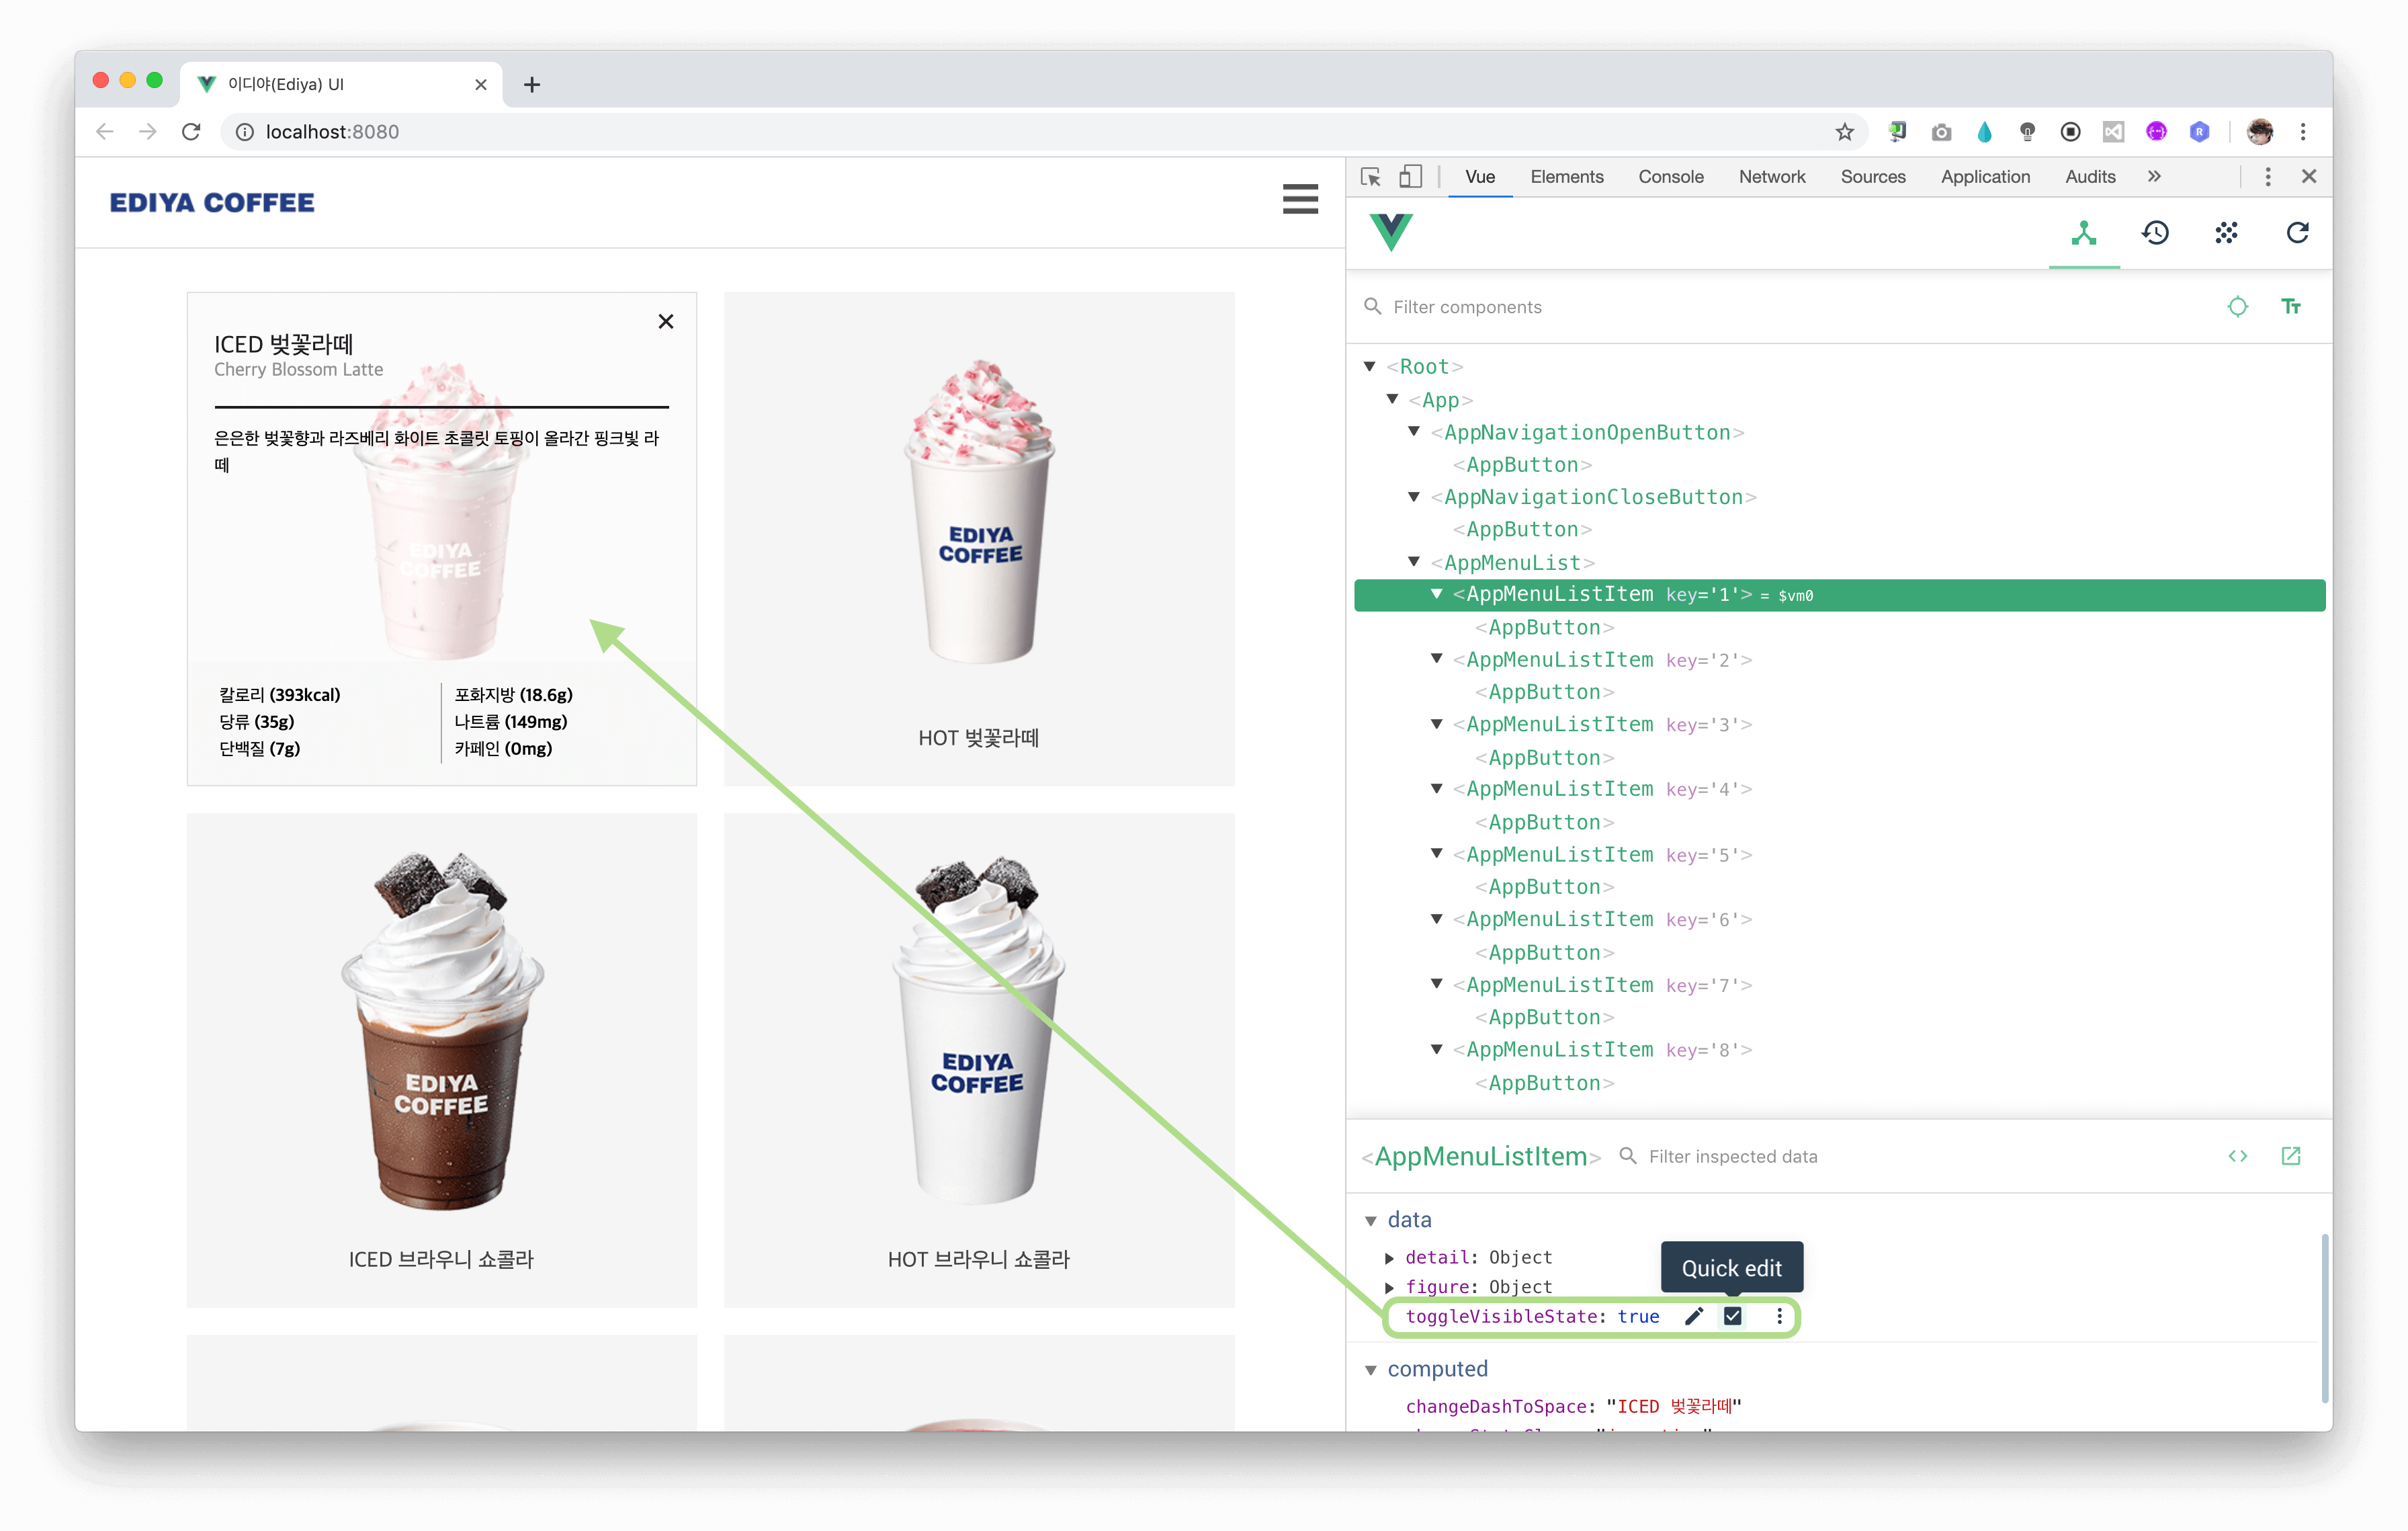 이디야(Ediya) UI
localhost:8080
EDIYA COFFEE
ICED 벚꽃라떼
Cherry Blossom Latte
은은한 벚꽃향과 라즈베리 화이트 초콜릿 토핑이 올라간 핑크빛 라
떼
EDIYA
COFFEE
칼로리 (393kcal)
당류 (35g)
단백질 (7g)
포화지방 (18.6g)
나트륨 (149mg)
카페인 (0mg)
EDIYA
COFFEE
HOT 벚꽃라떼
EDIYA
COFFEE
ICED 브라우니 쇼콜라
EDIYA
COFFEE
HOT 브라우니 쇼콜라
Vue Elements Console Network Sources Application Audits
Filter components
<Root>
<App>
<AppNavigationOpenButton>
<AppButton>
<AppNavigationCloseButton>
<AppButton>
<AppMenuList>
<AppMenuListItem key='1'> = $vm0
<AppButton>
<AppMenuListItem key='2'>
<AppButton>
<AppMenuListItem key='3'>
<AppButton>
<AppMenuListItem key='4'>
<AppButton>
<AppMenuListItem key='5'>
<AppButton>
<AppMenuListItem key='6'>
<AppButton>
<AppMenuListItem key='7'>
<AppButton>
<AppMenuListItem key='8'>
<AppButton>
<AppMenuListItem> Filter inspected data
data
detail: Object
figure: Object
Quick edit
toggleVisibleState: true
computed
changeDashToSpace: "ICED 벚꽃라떼"